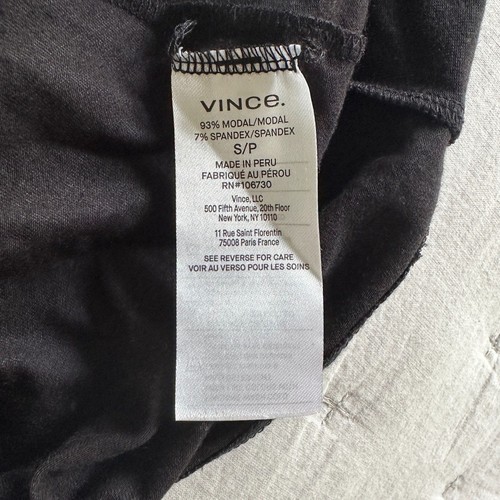 VINCE.
93% MODAL/MODAL
7% SPANDEX/SPANDEX
S/P
MADE IN PERU
FABRIQUÉ AU PÉROU
RN#106730
Vince, LLC
500 Fifth Avenue, 20th Floor
New York, NY 10110
11 Rue Saint Florentin
75008 Paris France
SEE REVERSE FOR CARE
VOIR AU VERSO POUR LES SOINS